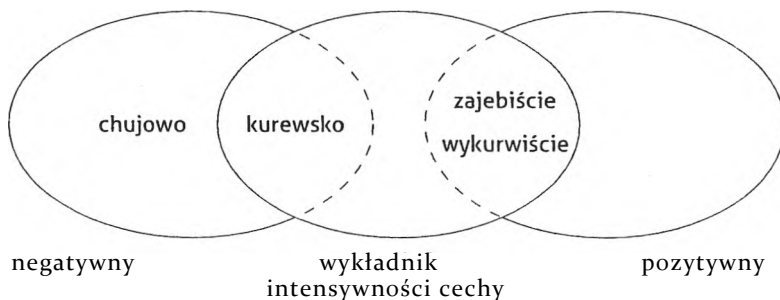 zajebiście
chujowo kurewsko
wykurwiście
negatywny wykładnik pozytywny
intensywności cechy